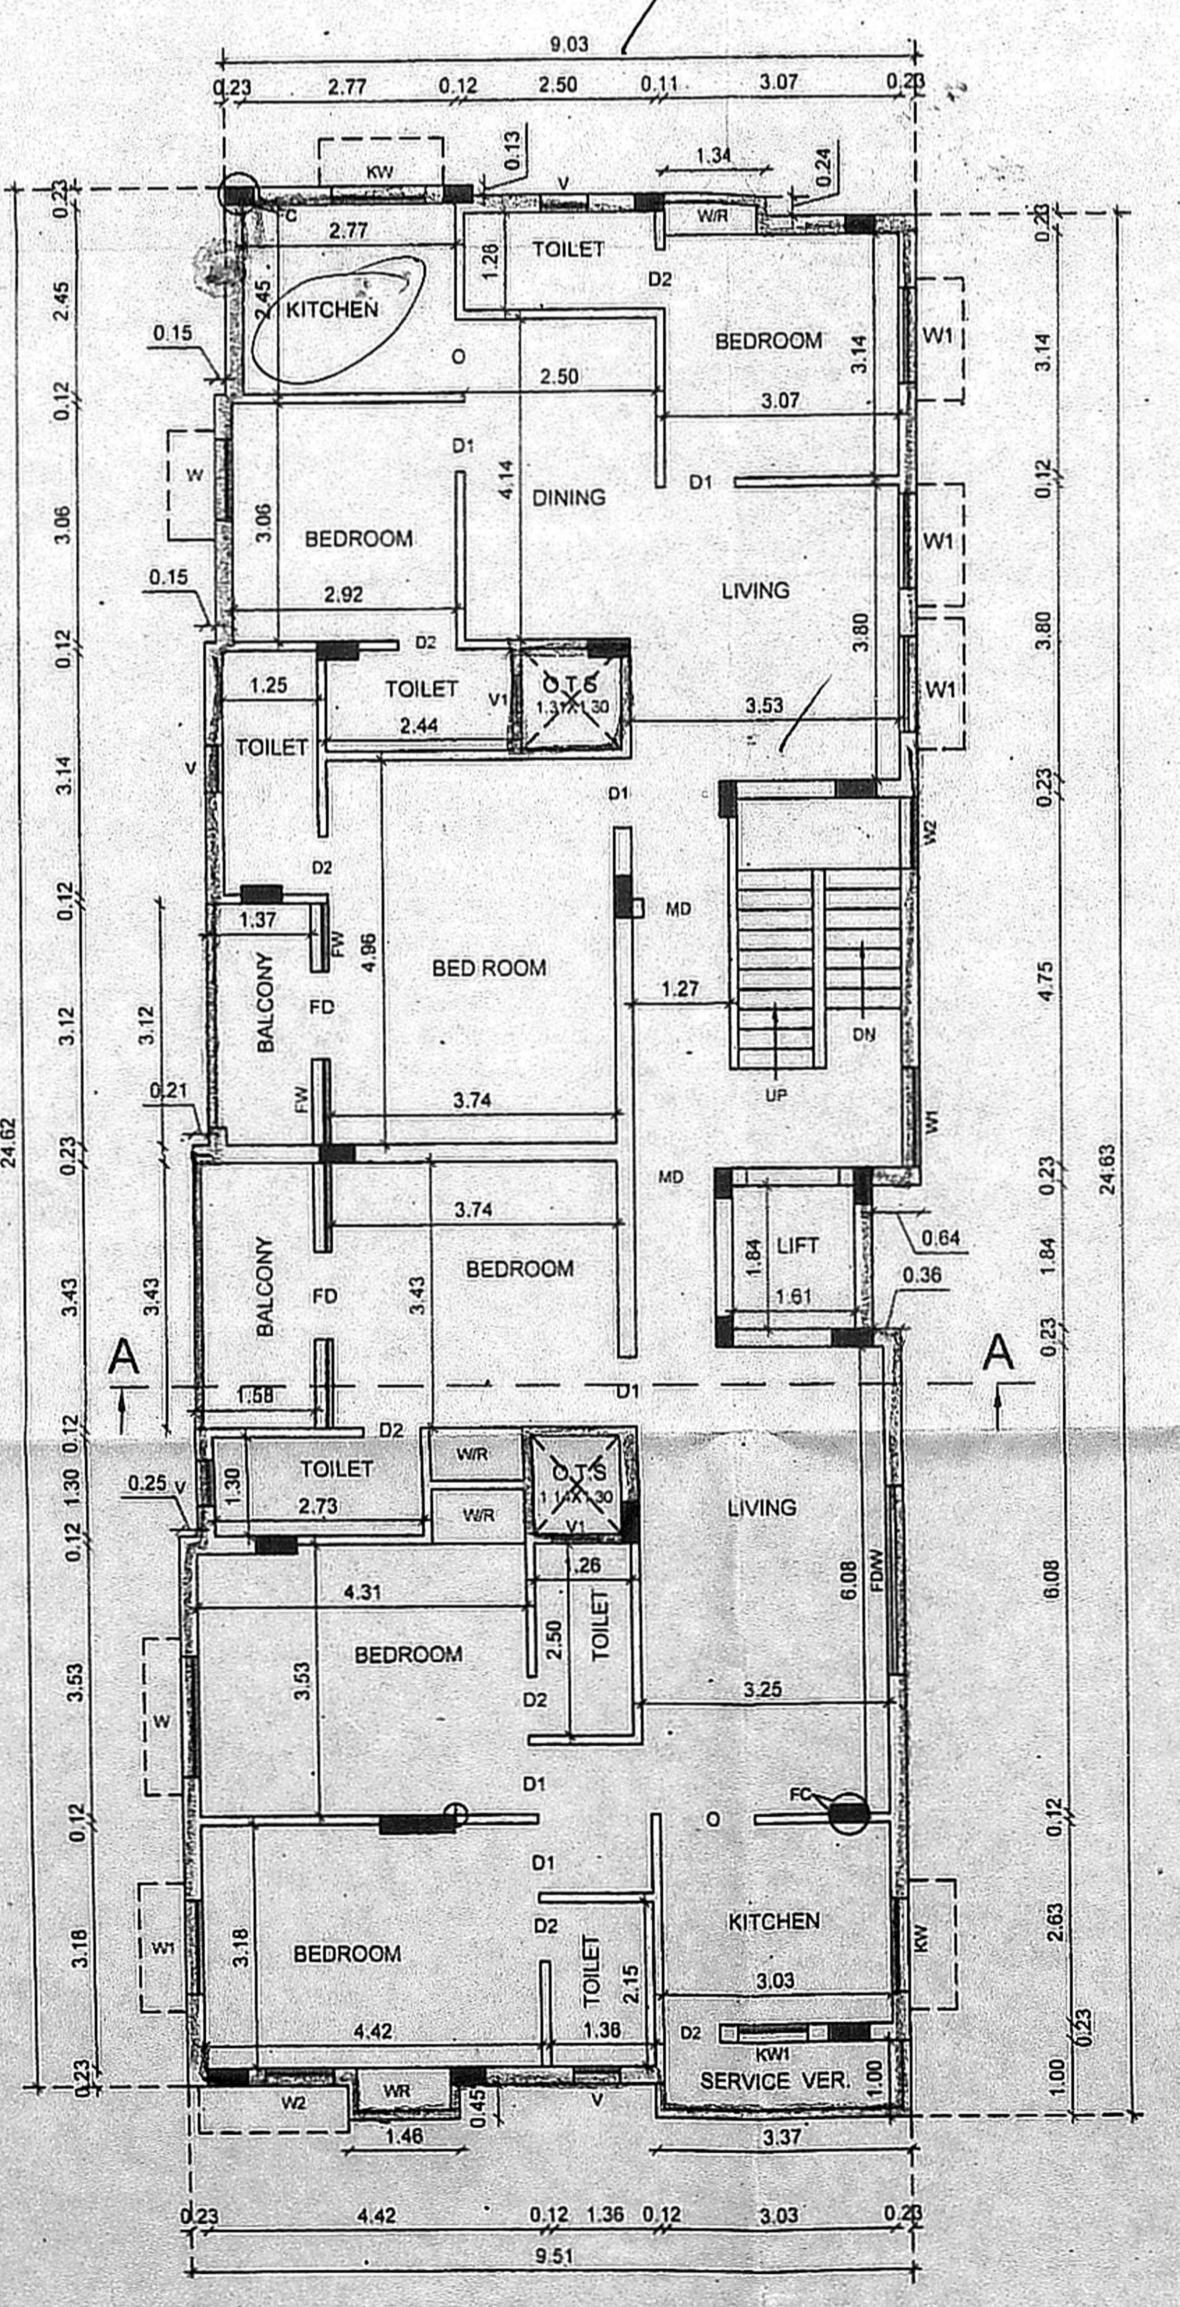 9.03
0.23 2.77 0.12 2.50 0.11 3.07 0.23
0.13
1.34
0.24
KW
V
0.23
C
W/R
0.23
2.77
TOILET
1.26
D2
2.45
2.45
KITCHEN
W1
0.15
O
BEDROOM
3.14
3.14
2.50
3.07
0.12
D1
D1
0.12
W
4.14
DINING
3.06
3.06
BEDROOM
W1
0.15
2.92
LIVING
3.80
3.80
0.12
D2
1.25
TOILET
V1
O.T.S
1.31X1.30
W1
2.44
3.53
TOILET
V
3.14
D1
C
0.23
W2
D2
0.12
1.37
FW
MD
4.96
BED ROOM
BALCONY
FD
1.27
4.75
3.12
3.12
DN
0.21
FW
3.74
UP
W1
24.62
0.23
MD
0.23
24.63
3.74
0.64
BALCONY
BEDROOM
1.84
LIFT
1.84
FD
3.43
3.43
3.43
1.61
0.36
A
A
0.23
1.58
D1
0.12
D2
TOILET
W/R
O.T.S
1.14X1.30
0.25
V
1.30
1.30
2.73
W/R
V1
LIVING
0.12
1.26
4.31
6.08
FD/W
6.08
BEDROOM
2.50
TOILET
3.53
3.53
D2
3.25
W
D1
FC
0.12
O
0.12
D1
W1
3.18
3.18
BEDROOM
D2
TOILET
2.15
KITCHEN
KW
2.63
3.03
4.42
1.36
D2
0.23
KW1
0.23
SERVICE VER.
1.00
1.00
W2
WR
0.45
V
1.46
3.37
0.23 4.42 0.12 1.36 0.12 3.03 0.23
9.51